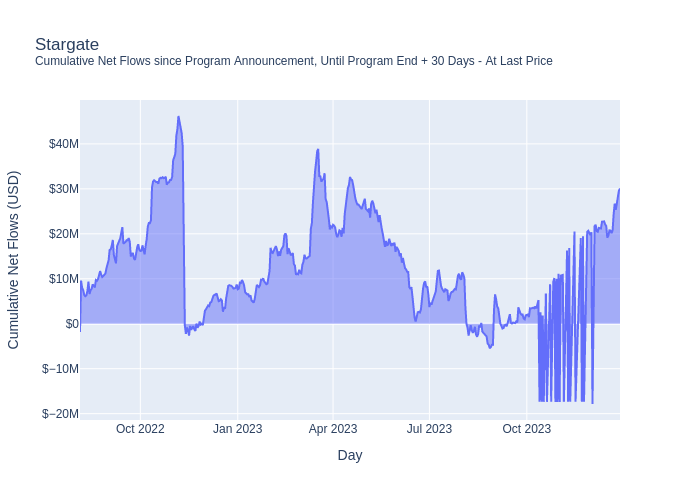 Stargate
Cumulative Net Flows since Program Announcement, Until Program End + 30 Days - At Last Price
Cumulative Net Flows (USD)
$40M
$30M
$20M
$10M
$0
$−10M
$−20M
Oct 2022
Jan 2023
Apr 2023
Jul 2023
Oct 2023
Day